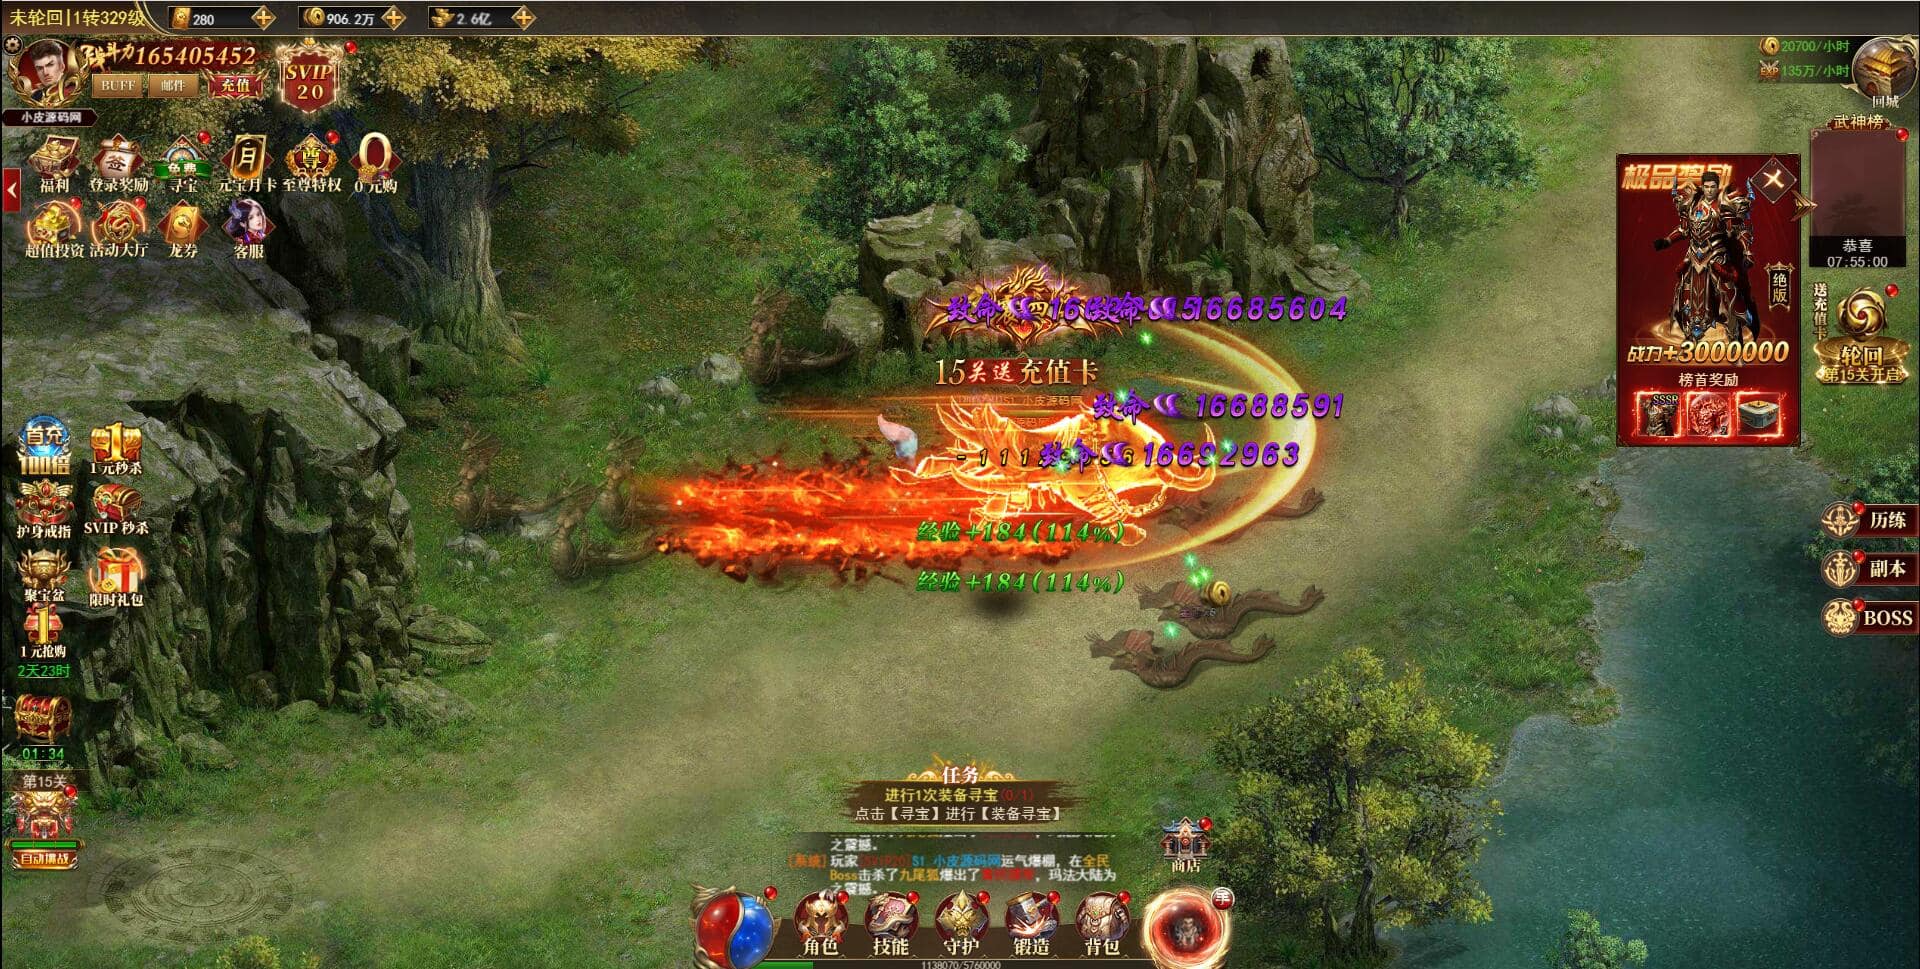 未轮回|1转329级
280
906.2万
2.6亿
战斗力165405452
BUFF
邮件
充值
SVIP
20
小皮源码网
福利
登录奖励
免费
寻宝
月
元宝月卡
尊
至尊特权
0
0元购
超值投资
活动大厅
龙券
客服
20700/小时
EXP 135万/小时
回城
武神榜
恭喜
07:55:00
极品奖励
绝版
战力+3000000
榜首奖励
SSSR
送充值卡
轮回
第15关开启
15关送充值卡
致命
致命 16685604
致命 16688591
致命 16692963
经验+184(114%)
经验+184(114%)
首充
100倍
1元秒杀
护身戒指
SVIP秒杀
聚宝盆
限时礼包
1元抢购
2天23时
01:34
第15关
自动挑战
历练
副本
BOSS
任务
进行1次装备寻宝(0/1)
点击【寻宝】进行【装备寻宝】
之震撼。
[系统]玩家[SVIP20]S1.小皮源码网运气爆棚，在全民
Boss击杀了九尾狐爆出了，玛法大陆为
之震撼。
商店
角色
技能
守护
锻造
背包
手
1138070/5760000